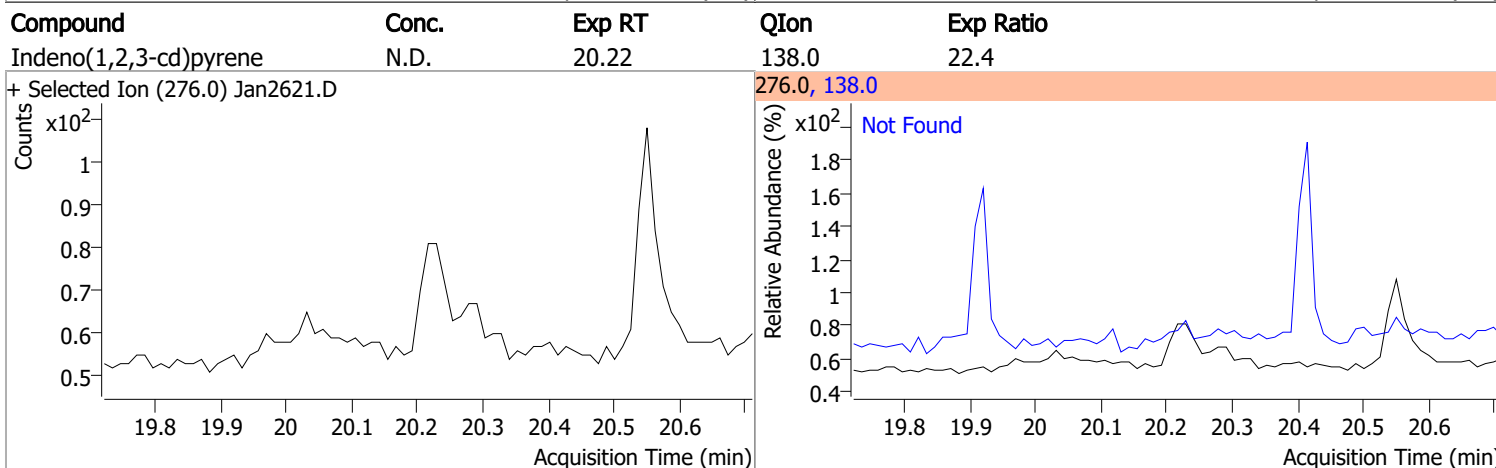 Compound Conc. Exp RT QIon Exp Ratio
Indeno(1,2,3-cd)pyrene N.D. 20.22 138.0 22.4
+ Selected Ion (276.0) Jan2621.D
Counts
x10²
1
0.9
0.8
0.7
0.6
0.5
19.8 19.9 20 20.1 20.2 20.3 20.4 20.5 20.6
Acquisition Time (min)
276.0, 138.0
Relative Abundance (%)
x10²
Not Found
1.8
1.6
1.4
1.2
1
0.8
0.6
0.4
19.8 19.9 20 20.1 20.2 20.3 20.4 20.5 20.6
Acquisition Time (min)